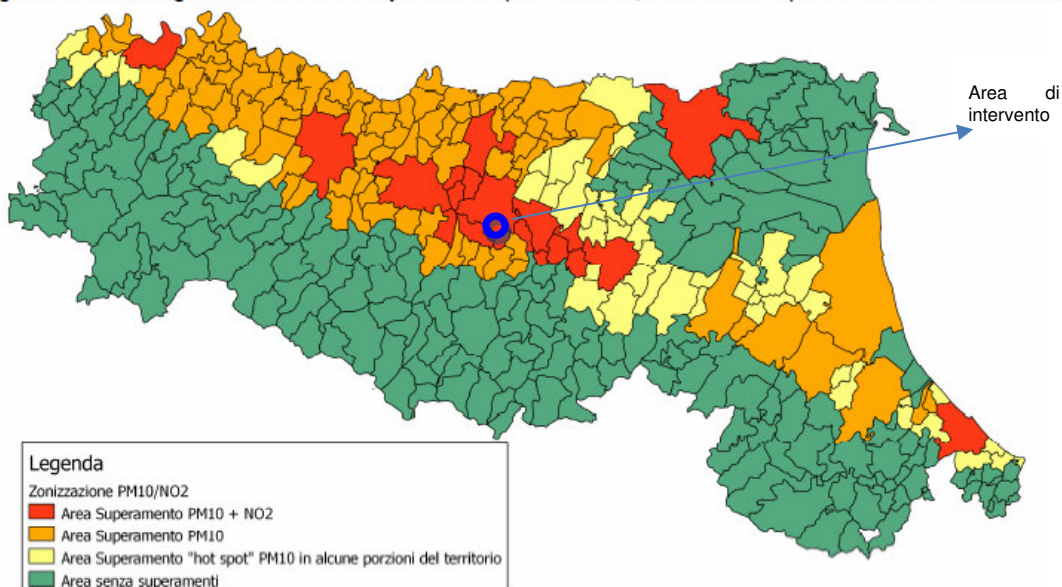 Area di
intervento
Legenda
Zonizzazione PM10/NO2
Area Superamento PM10 + NO2
Area Superamento PM10
Area Superamento "hot spot" PM10 in alcune porzioni del territorio
Area senza superamenti